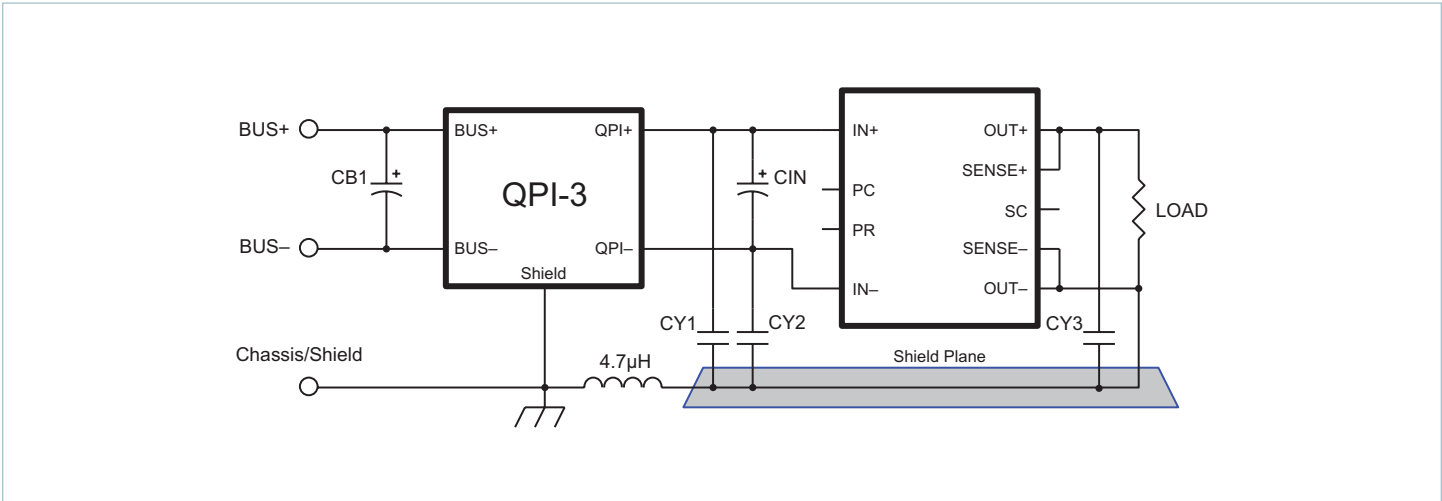 BUS+
BUS+
QPI+
IN+
OUT+
CB1
+
QPI-3
+
CIN
SENSE+
PC
SC
LOAD
PR
BUS–
BUS–
QPI–
SENSE–
Shield
IN–
OUT–
CY1
CY2
CY3
Chassis/Shield
4.7µH
Shield Plane